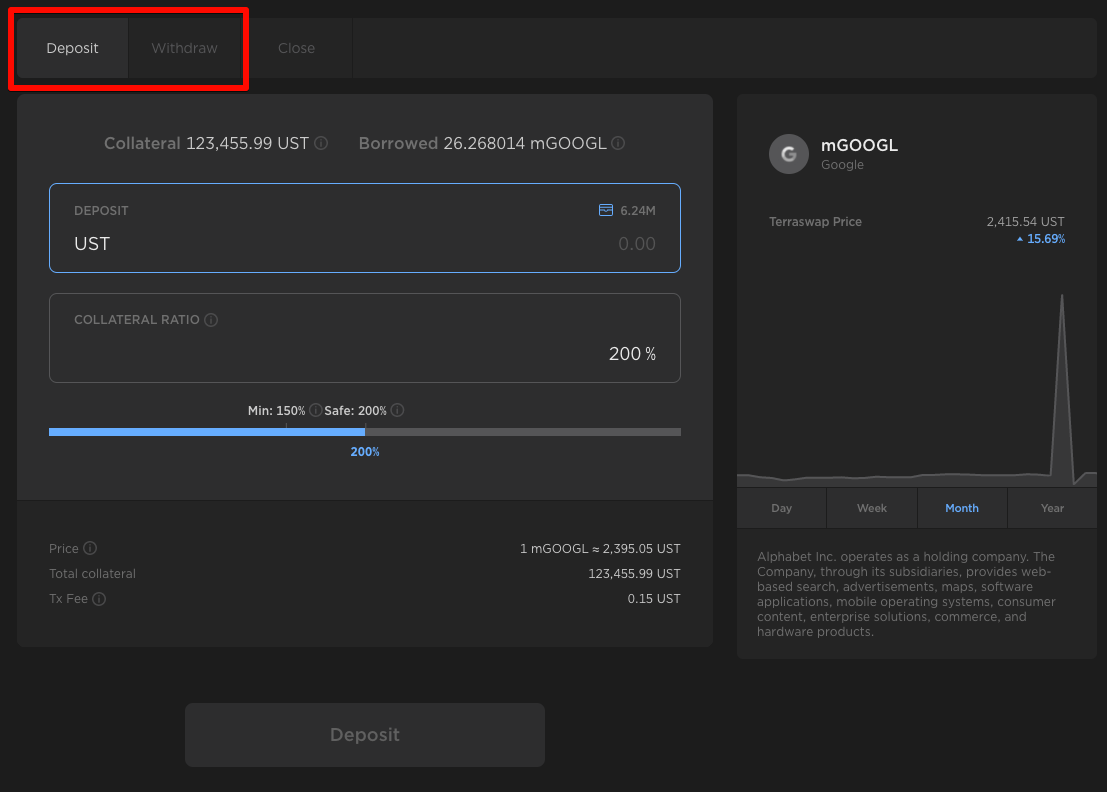 Deposit Withdraw Close
Collateral 123,455.99 UST Borrowed 26.268014 mGOOGL
DEPOSIT 6.24M
UST 0.00
COLLATERAL RATIO
200 %
Min: 150% Safe: 200%
200%
Price 1 mGOOGL ≈ 2,395.05 UST
Total collateral 123,455.99 UST
Tx Fee 0.15 UST
Deposit
G
mGOOGL
Google
Terraswap Price 2,415.54 UST
15.69%
Day Week Month Year
Alphabet Inc. operates as a holding company. The
Company, through its subsidiaries, provides web-
based search, advertisements, maps, software
applications, mobile operating systems, consumer
content, enterprise solutions, commerce, and
hardware products.